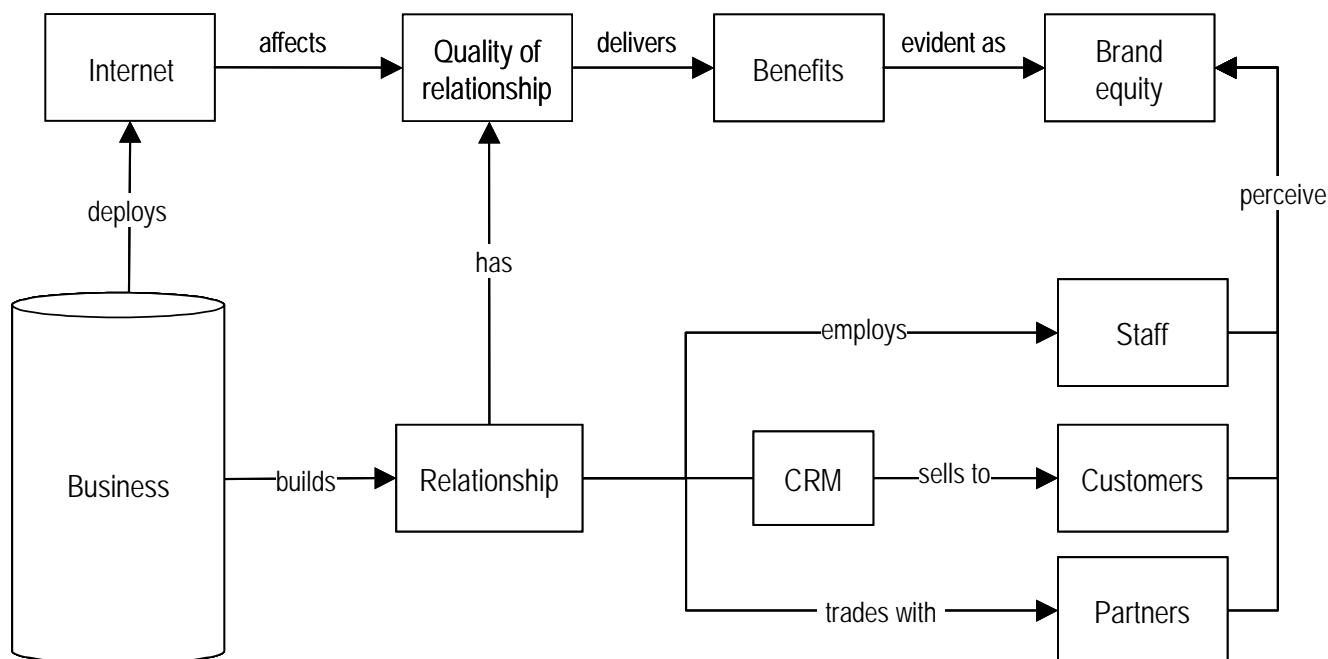 affects
delivers
evident as
Internet
Quality of
relationship
Benefits
Brand
equity
deploys
perceive
has
employs
Staff
Business
builds
Relationship
CRM
sells to
Customers
trades with
Partners